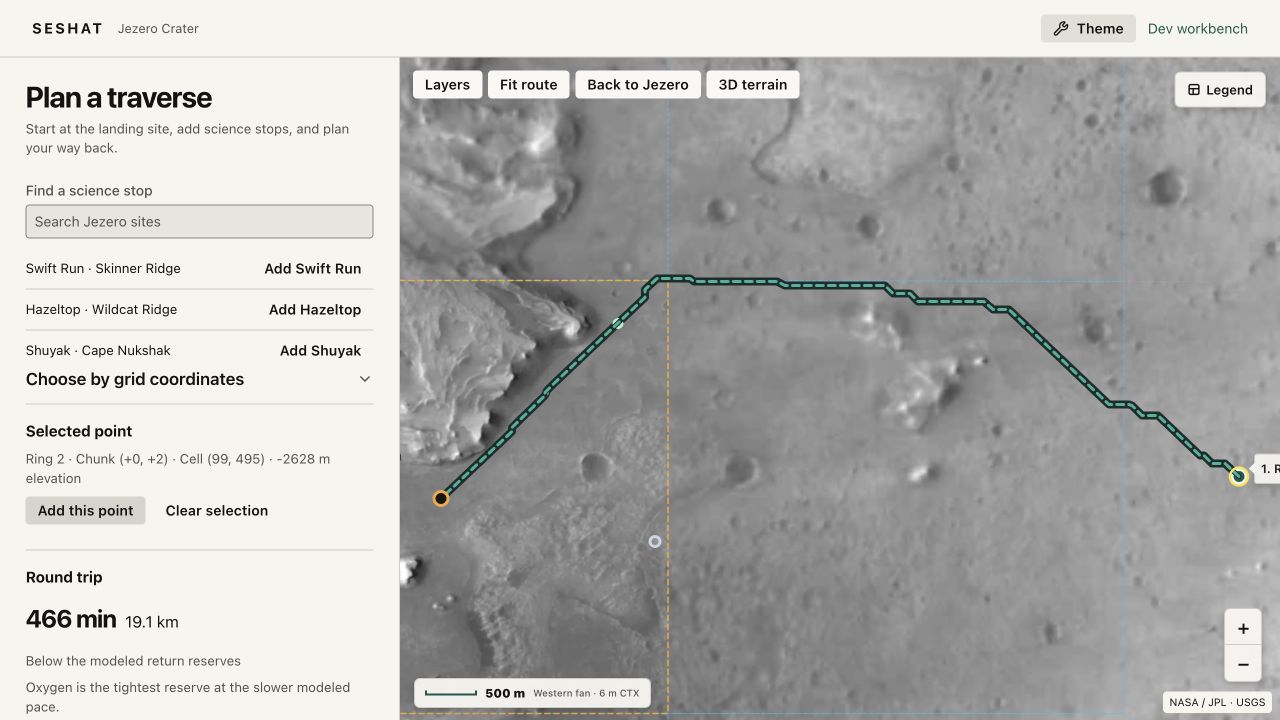 SESHAT Jezero Crater
Theme
Dev workbench
Plan a traverse
Start at the landing site, add science stops, and plan
your way back.
Find a science stop
Search Jezero sites
Swift Run · Skinner Ridge Add Swift Run
Hazeltop · Wildcat Ridge Add Hazeltop
Shuyak · Cape Nukshak Add Shuyak
Choose by grid coordinates
Selected point
Ring 2 · Chunk (+0, +2) · Cell (99, 495) · -2628 m
elevation
Add this point Clear selection
Round trip
466 min 19.1 km
Below the modeled return reserves
Oxygen is the tightest reserve at the slower modeled
pace.
Layers Fit route Back to Jezero 3D terrain
Legend
1. R
+
−
500 m Western fan · 6 m CTX
NASA / JPL · USGS